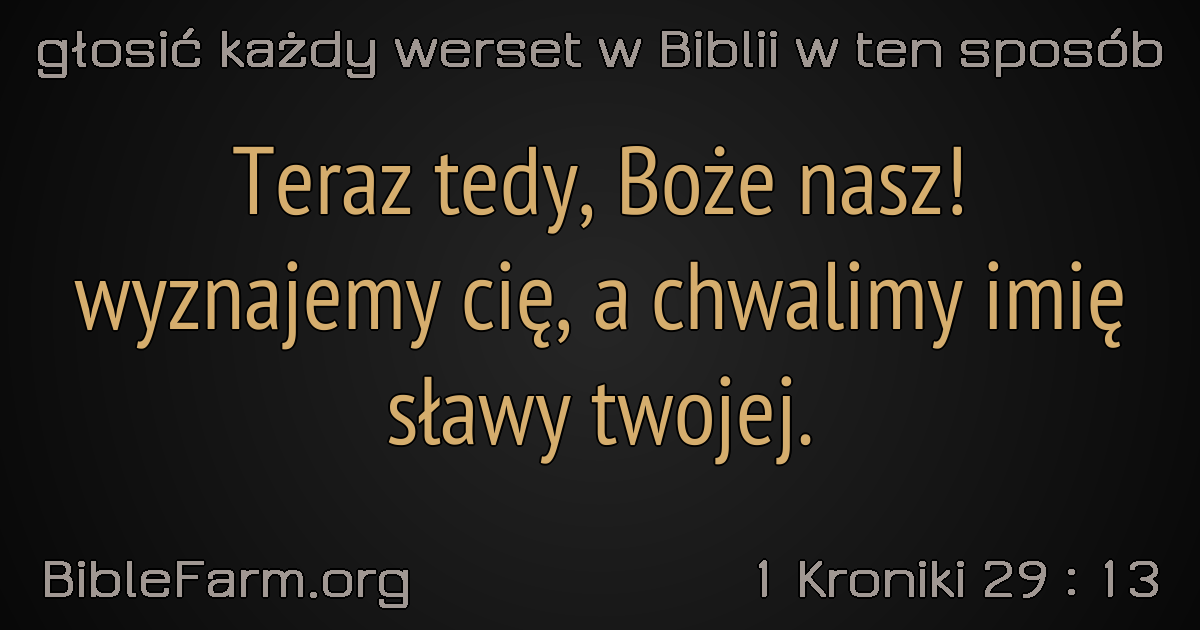 głosić każdy werset w Biblii w ten sposób
Teraz tedy, Boże nasz!
wyznajemy cię, a chwalimy imię
sławy twojej.
BibleFarm.org
1 Kroniki 29 : 13